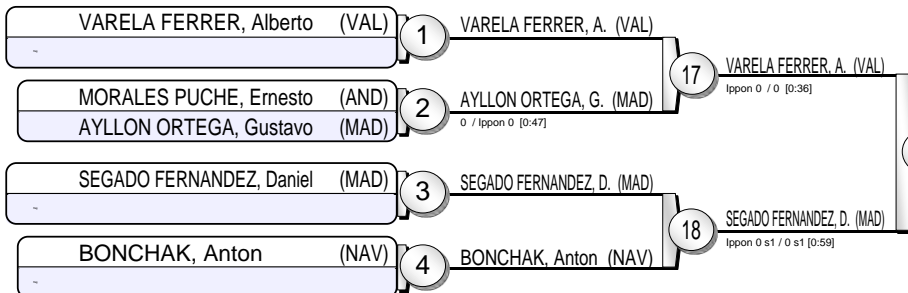 VARELA FERRER, Alberto (VAL)
-
1
VARELA FERRER, A. (VAL)
MORALES PUCHE, Ernesto (AND)
AYLLON ORTEGA, Gustavo (MAD)
2
AYLLON ORTEGA, G. (MAD)
0 / Ippon 0 [0:47]
17
VARELA FERRER, A. (VAL)
Ippon 0 / 0 [0:36]
SEGADO FERNANDEZ, Daniel (MAD)
-
3
SEGADO FERNANDEZ, D. (MAD)
BONCHAK, Anton (NAV)
-
4
BONCHAK, Anton (NAV)
18
SEGADO FERNANDEZ, D. (MAD)
Ippon 0 s1 / 0 s1 [0:59]